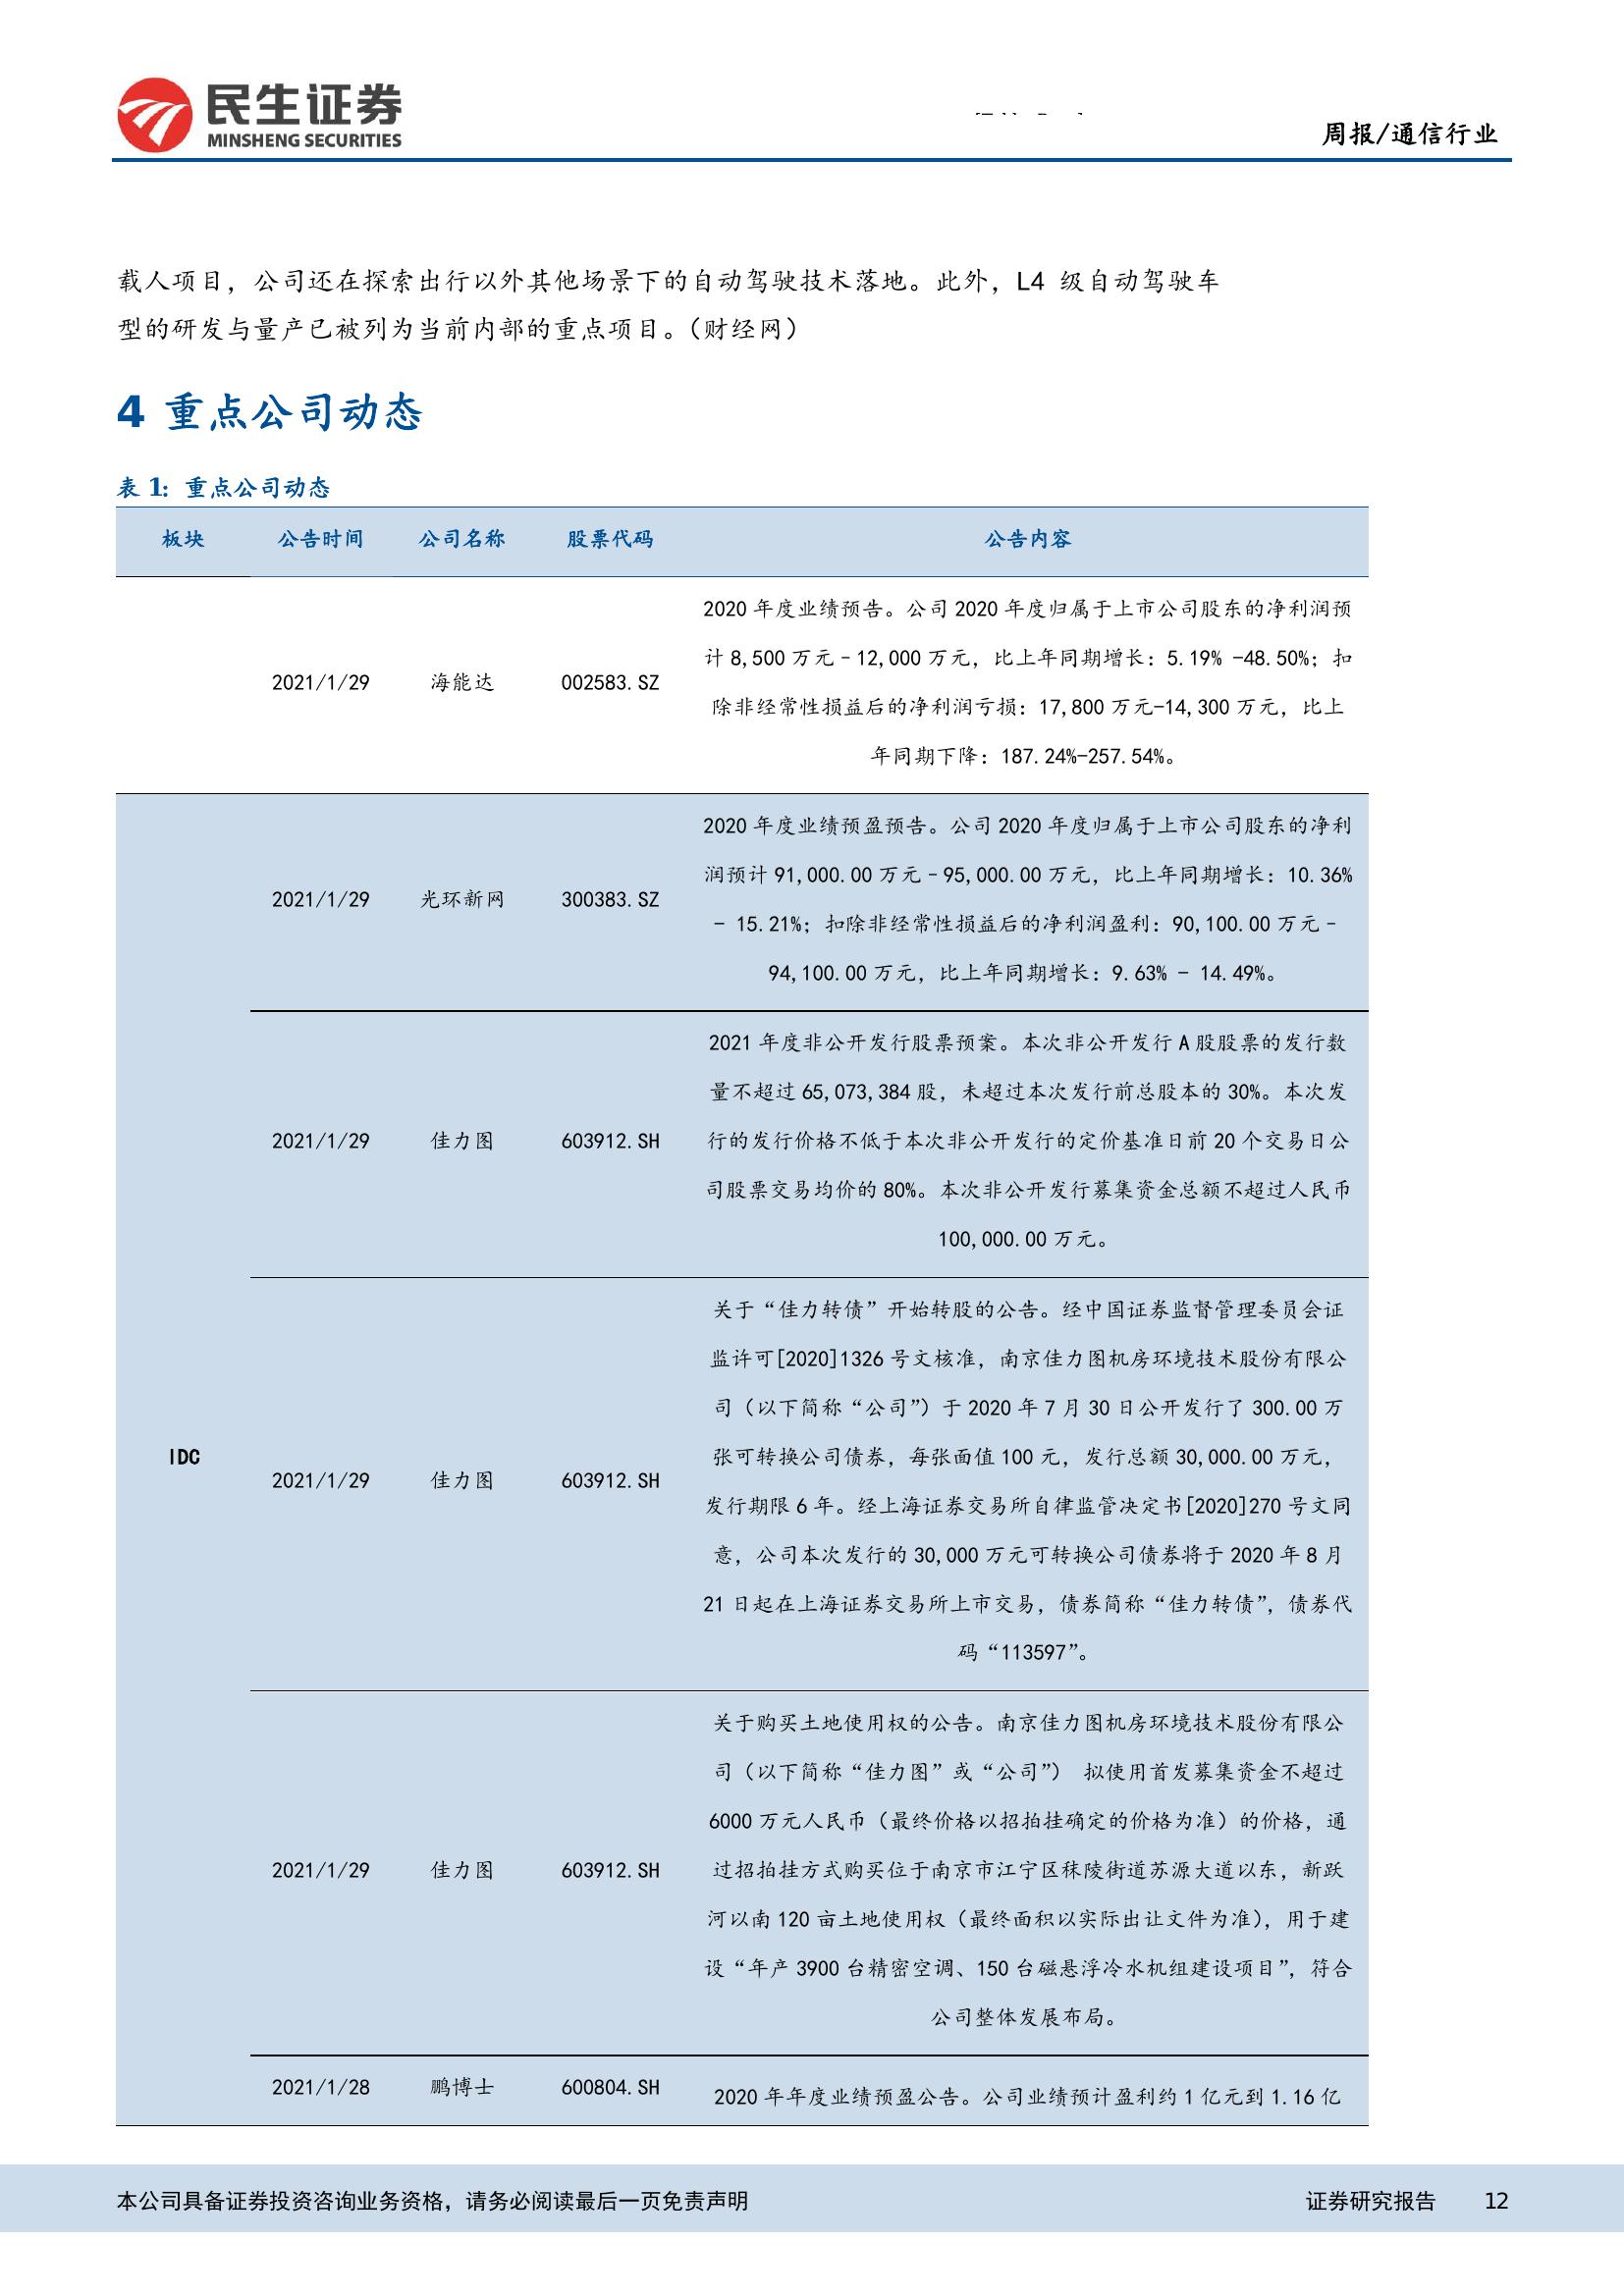 民生证券
MINSHENG SECURITIES
周报/通信行业
载人项目，公司还在探索出行以外其他场景下的自动驾驶技术落地。此外，L4 级自动驾驶车
型的研发与量产已被列为当前内部的重点项目。（财经网）
4 重点公司动态
表 1：重点公司动态
板块 公告时间 公司名称 股票代码 公告内容
2021/1/29 海能达 002583.SZ
2020 年度业绩预告。公司 2020 年度归属于上市公司股东的净利润预
计 8,500 万元–12,000 万元，比上年同期增长：5.19% -48.50%；扣
除非经常性损益后的净利润亏损：17,800 万元-14,300 万元，比上
年同期下降：187.24%-257.54%。
IDC
2021/1/29 光环新网 300383.SZ
2020 年度业绩预盈预告。公司 2020 年度归属于上市公司股东的净利
润预计 91,000.00 万元–95,000.00 万元，比上年同期增长：10.36%
- 15.21%；扣除非经常性损益后的净利润盈利：90,100.00 万元–
94,100.00 万元，比上年同期增长：9.63% - 14.49%。
2021/1/29 佳力图 603912.SH
2021 年度非公开发行股票预案。本次非公开发行 A 股股票的发行数
量不超过 65,073,384 股，未超过本次发行前总股本的 30%。本次发
行的发行价格不低于本次非公开发行的定价基准日前 20 个交易日公
司股票交易均价的 80%。本次非公开发行募集资金总额不超过人民币
100,000.00 万元。
2021/1/29 佳力图 603912.SH
关于“佳力转债”开始转股的公告。经中国证券监督管理委员会证
监许可[2020]1326 号文核准，南京佳力图机房环境技术股份有限公
司（以下简称“公司”）于 2020 年 7 月 30 日公开发行了 300.00 万
张可转换公司债券，每张面值 100 元，发行总额 30,000.00 万元，
发行期限 6 年。经上海证券交易所自律监管决定书[2020]270 号文同
意，公司本次发行的 30,000 万元可转换公司债券将于 2020 年 8 月
21 日起在上海证券交易所上市交易，债券简称“佳力转债”，债券代
码“113597”。
2021/1/29 佳力图 603912.SH
关于购买土地使用权的公告。南京佳力图机房环境技术股份有限公
司（以下简称“佳力图”或“公司”） 拟使用首发募集资金不超过
6000 万元人民币（最终价格以招拍挂确定的价格为准）的价格，通
过招拍挂方式购买位于南京市江宁区秣陵街道苏源大道以东，新跃
河以南 120 亩土地使用权（最终面积以实际出让文件为准），用于建
设“年产 3900 台精密空调、150 台磁悬浮冷水机组建设项目”，符合
公司整体发展布局。
2021/1/28 鹏博士 600804.SH
2020 年年度业绩预盈公告。公司业绩预计盈利约 1 亿元到 1.16 亿
本公司具备证券投资咨询业务资格，请务必阅读最后一页免责声明
证券研究报告 12